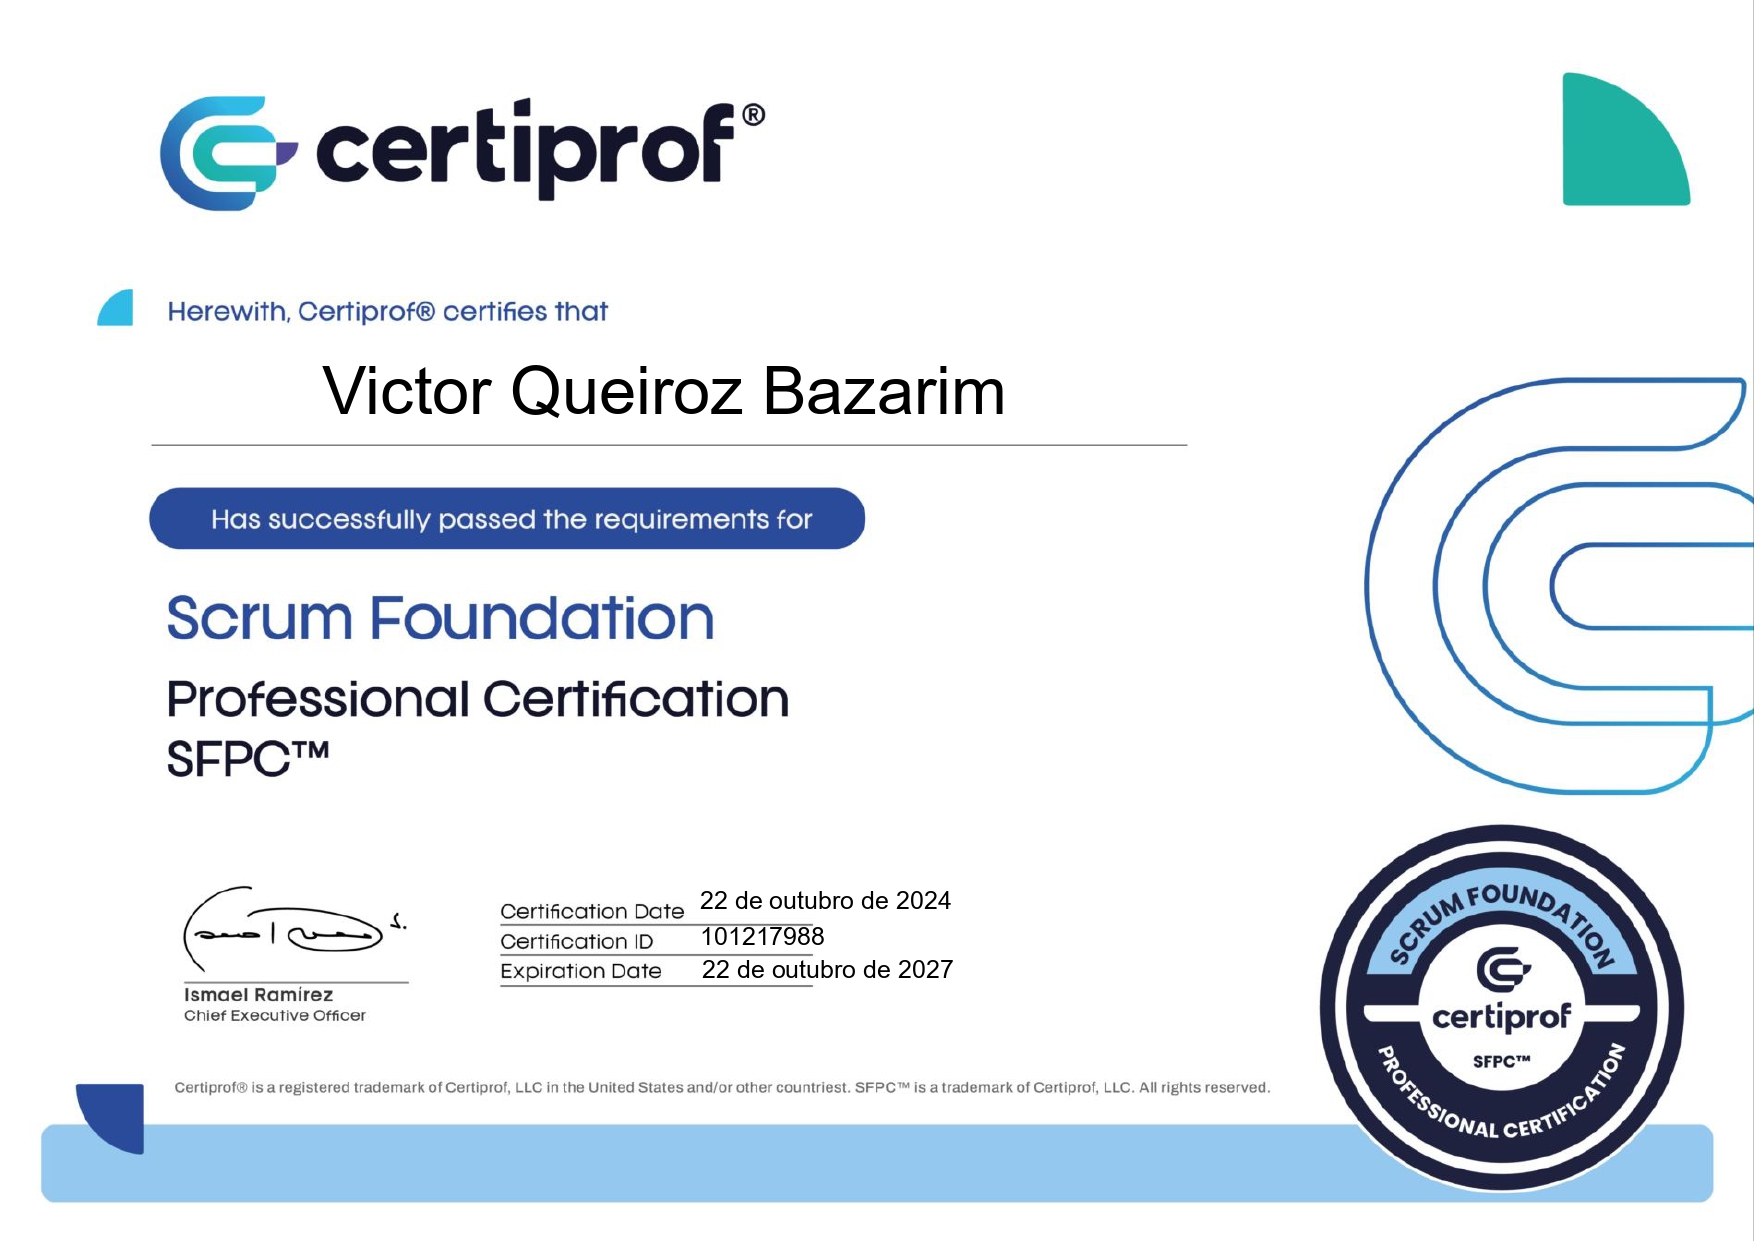 certiprof®
Herewith, Certiprof® certifies that
Victor Queiroz Bazarim
Has successfully passed the requirements for
Scrum Foundation
Professional Certification
SFPC™
Certification Date 22 de outubro de 2024
Certification ID 101217988
Expiration Date 22 de outubro de 2027
Ismael Ramírez
Chief Executive Officer
SCRUM FOUNDATION
certiprof
SFPC™
PROFESSIONAL CERTIFICATION
Certiprof® is a registered trademark of Certiprof, LLC in the United States and/or other countriest. SFPC™ is a trademark of Certiprof, LLC. All rights reserved.